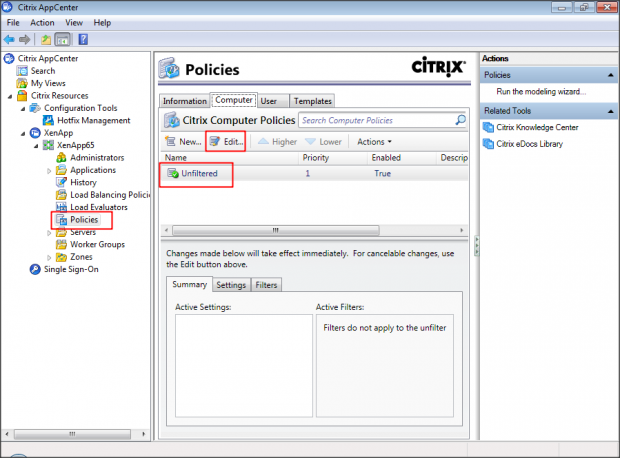 Citrix AppCenter
File Action View Help
Citrix AppCenter
Search
My Views
Citrix Resources
Configuration Tools
Hotfix Management
XenApp
XenApp65
Administrators
Applications
History
Load Balancing Policie
Load Evaluators
Policies
Servers
Worker Groups
Zones
Single Sign-On
Policies
CITRIX
Information Computer User Templates
Citrix Computer Policies Search Computer Policies
New... Edit... Higher Lower Actions
Name Priority Enabled Descrip
Unfiltered 1 True
Changes made below will take effect immediately. For cancelable changes, use
the Edit button above.
Summary Settings Filters
Active Settings: Active Filters:
Filters do not apply to the unfilter
Actions
Policies
Run the modeling wizard...
Related Tools
Citrix Knowledge Center
Citrix eDocs Library